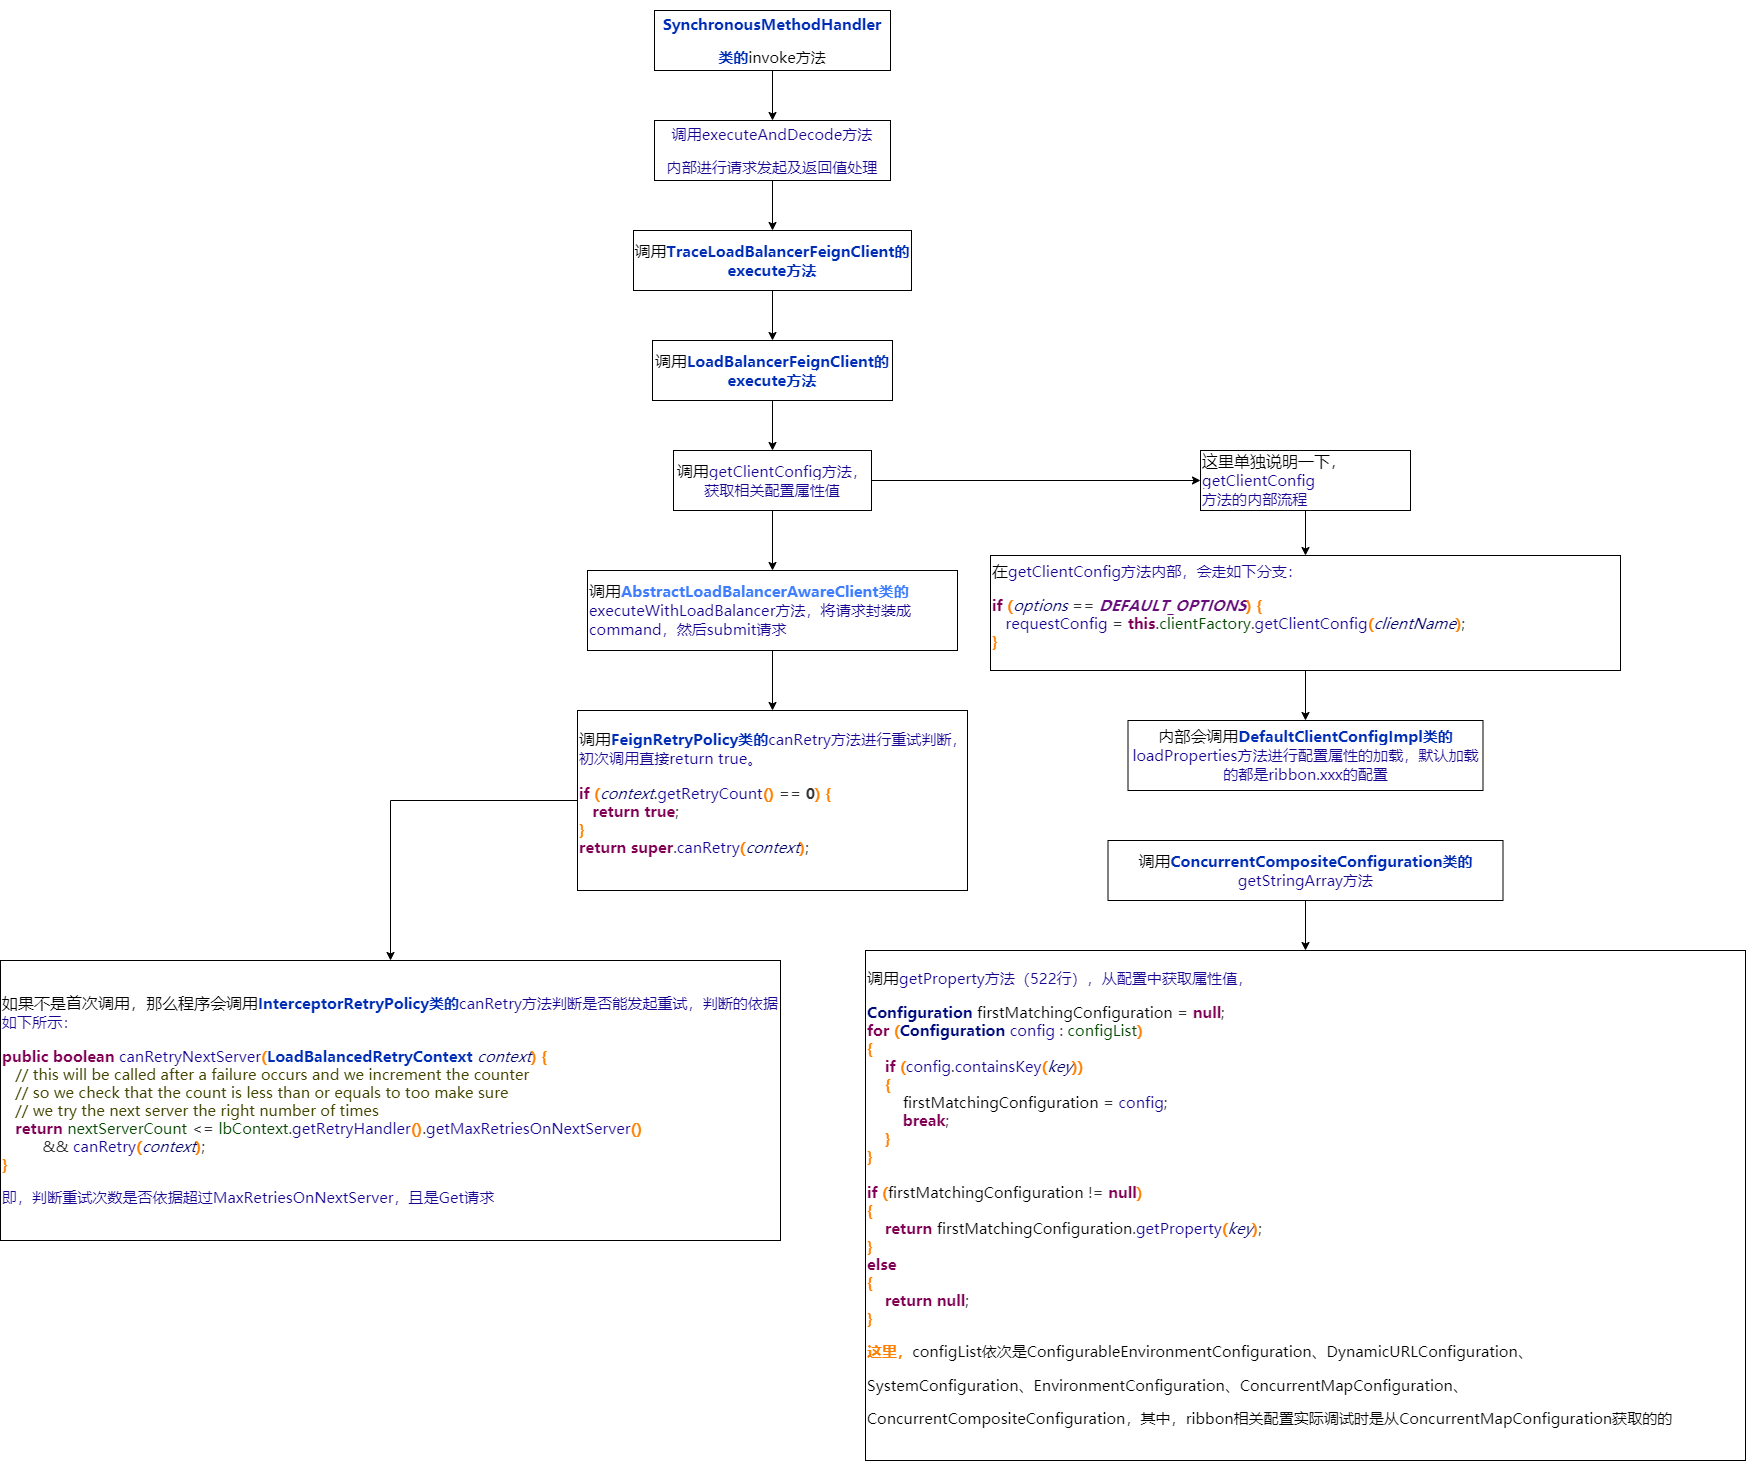 SynchronousMethodHandler
类的invoke方法
调用executeAndDecode方法
内部进行请求发起及返回值处理
调用TraceLoadBalancerFeignClient的
execute方法
调用LoadBalancerFeignClient的
execute方法
调用getClientConfig方法，
获取相关配置属性值
这里单独说明一下，
getClientConfig
方法的内部流程
调用AbstractLoadBalancerAwareClient类的
executeWithLoadBalancer方法，将请求封装成
command，然后submit请求
在getClientConfig方法内部，会走如下分支：
if (options == DEFAULT_OPTIONS) {
requestConfig = this.clientFactory.getClientConfig(clientName);
}
内部会调用DefaultClientConfigImpl类的
loadProperties方法进行配置属性的加载，默认加载
的都是ribbon.xxx的配置
调用FeignRetryPolicy类的canRetry方法进行重试判断，
初次调用直接return true。
if (context.getRetryCount() == 0) {
return true;
}
return super.canRetry(context);
调用ConcurrentCompositeConfiguration类的
getStringArray方法
如果不是首次调用，那么程序会调用InterceptorRetryPolicy类的canRetry方法判断是否能发起重试，判断的依据
如下所示：
public boolean canRetryNextServer(LoadBalancedRetryContext context) {
// this will be called after a failure occurs and we increment the counter
// so we check that the count is less than or equals to too make sure
// we try the next server the right number of times
return nextServerCount <= lbContext.getRetryHandler().getMaxRetriesOnNextServer()
&& canRetry(context);
}
即，判断重试次数是否依据超过MaxRetriesOnNextServer，且是Get请求
调用getProperty方法（522行），从配置中获取属性值，
Configuration firstMatchingConfiguration = null;
for (Configuration config : configList)
{
if (config.containsKey(key))
{
firstMatchingConfiguration = config;
break;
}
}
if (firstMatchingConfiguration != null)
{
return firstMatchingConfiguration.getProperty(key);
}
else
{
return null;
}
这里，configList依次是ConfigurableEnvironmentConfiguration、DynamicURLConfiguration、
SystemConfiguration、EnvironmentConfiguration、ConcurrentMapConfiguration、
ConcurrentCompositeConfiguration，其中，ribbon相关配置实际调试时是从ConcurrentMapConfiguration获取的的